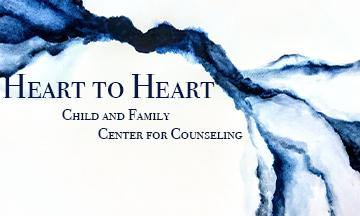 Heart to Heart
Child and Family
Center for Counseling